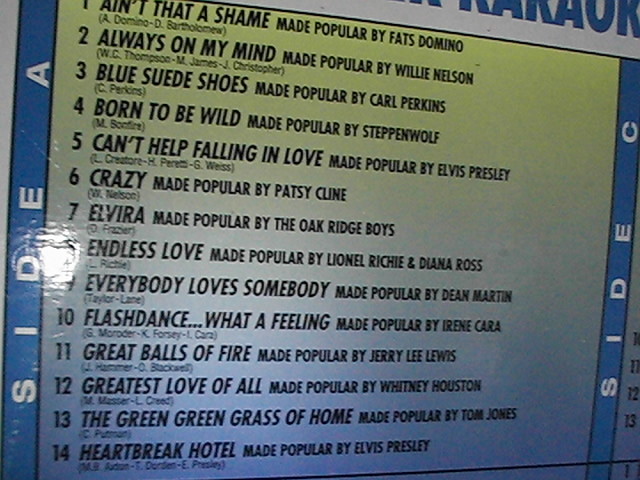 KARAOK
1 AIN'T THAT A SHAME MADE POPULAR BY FATS DOMINO
(A. Domino-D. Bartholomew)
2 ALWAYS ON MY MIND MADE POPULAR BY WILLIE NELSON
(W.C. Thompson-M. James-J. Christopher)
3 BLUE SUEDE SHOES MADE POPULAR BY CARL PERKINS
(C. Perkins)
4 BORN TO BE WILD MADE POPULAR BY STEPPENWOLF
(M. Bonfire)
5 CAN'T HELP FALLING IN LOVE MADE POPULAR BY ELVIS PRESLEY
(L. Creatore-H. Peretti-G. Weiss)
6 CRAZY MADE POPULAR BY PATSY CLINE
(W. Nelson)
7 ELVIRA MADE POPULAR BY THE OAK RIDGE BOYS
(D. Frazier)
ENDLESS LOVE MADE POPULAR BY LIONEL RICHIE & DIANA ROSS
(L. Richie)
9 EVERYBODY LOVES SOMEBODY MADE POPULAR BY DEAN MARTIN
(Taylor-Lane)
10 FLASHDANCE...WHAT A FEELING MADE POPULAR BY IRENE CARA
(G. Moroder-K. Forsey-I. Cara)
11 GREAT BALLS OF FIRE MADE POPULAR BY JERRY LEE LEWIS
(J. Hammer-O. Blackwell)
12 GREATEST LOVE OF ALL MADE POPULAR BY WHITNEY HOUSTON
(M. Masser-L. Creed)
13 THE GREEN GREEN GRASS OF HOME MADE POPULAR BY TOM JONES
(C. Putman)
14 HEARTBREAK HOTEL MADE POPULAR BY ELVIS PRESLEY
(M.B. Axton-T. Dorden-E. Presley)
SIDE A
SIDE C
11
12
13